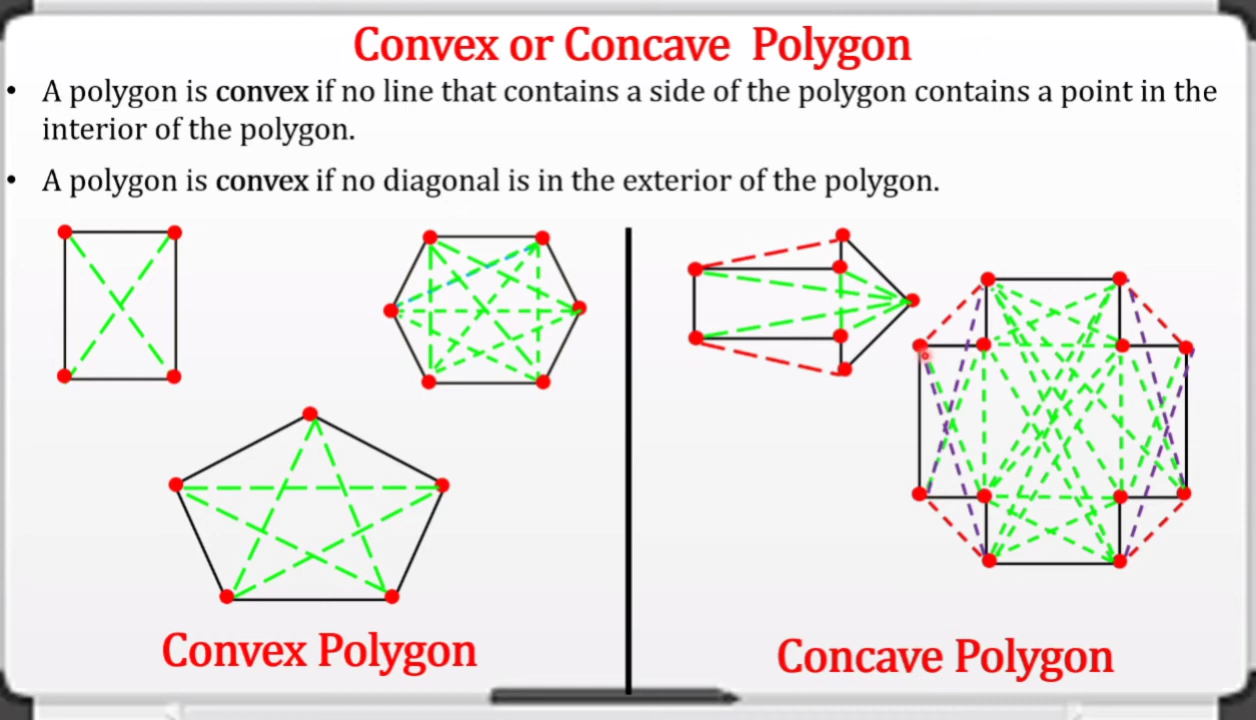 Convex or Concave Polygon
• A polygon is convex if no line that contains a side of the polygon contains a point in the
interior of the polygon.
• A polygon is convex if no diagonal is in the exterior of the polygon.
Convex Polygon
Concave Polygon